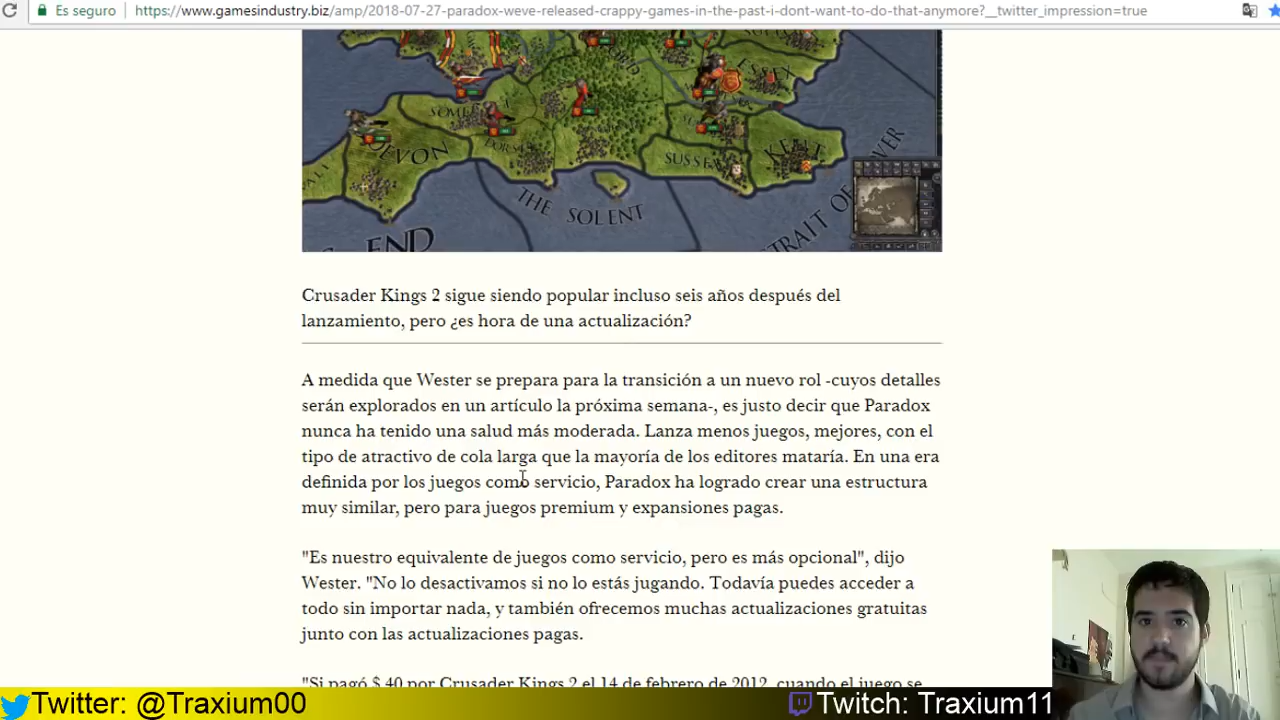 Es seguro
https://www.gamesindustry.biz/amp/2018-07-27-paradox-weve-released-crappy-games-in-the-past-i-dont-want-to-do-that-anymore?__twitter_impression=true
ESSEX
DEVON
SUSSEX
KENT
THE SOLENT
STRAIT OF
Crusader Kings 2 sigue siendo popular incluso seis años después del
lanzamiento, pero ¿es hora de una actualización?
A medida que Wester se prepara para la transición a un nuevo rol -cuyos detalles
serán explorados en un artículo la próxima semana-, es justo decir que Paradox
nunca ha tenido una salud más moderada. Lanza menos juegos, mejores, con el
tipo de atractivo de cola larga que la mayoría de los editores mataría. En una era
definida por los juegos como servicio, Paradox ha logrado crear una estructura
muy similar, pero para juegos premium y expansiones pagas.
"Es nuestro equivalente de juegos como servicio, pero es más opcional", dijo
Wester. "No lo desactivamos si no lo estás jugando. Todavía puedes acceder a
todo sin importar nada, y también ofrecemos muchas actualizaciones gratuitas
junto con las actualizaciones pagas.
"Si pagó $ 40 por Crusader Kings 2 el 14 de febrero de 2012, cuando el juego se
Twitter: @Traxium00
Twitch: Traxium11